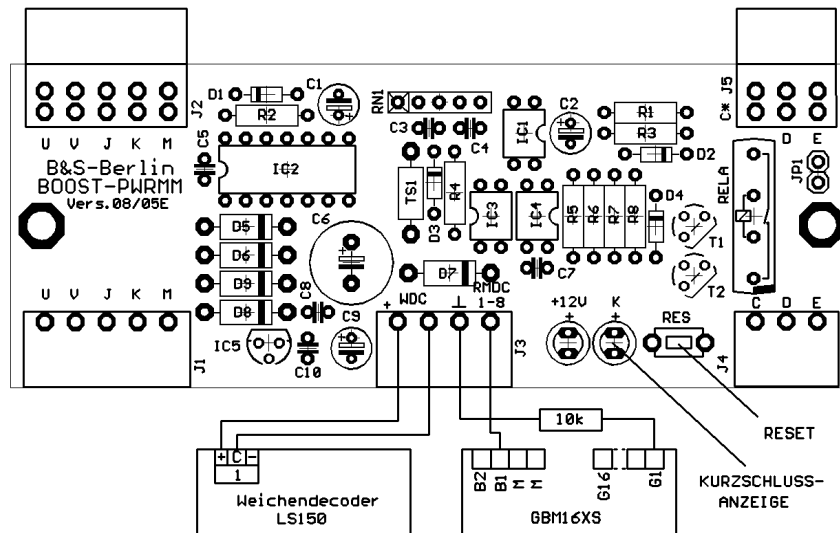 J2
U V J K M
D1
R2
C1
+
RN1
C3
C4
IC1
C2
+
R1
R3
D2
C* J5
D E
JP1
C5
IC2
B&S-Berlin
BOOST-PWRMM
Vers.08/05E
TS1
D3
R4
IC3
IC4
R5
R6
R7
R8
D4
RELA
T1
T2
D5
D6
D9
D8
C6
+
C8
D7
C7
U V J K M
+ WDC ⊥ RMDC
1-8
+12V
+
K
+
RES
C D E
J1
IC5
C10
C9
+
J3
J4
10k
RESET
KURZSCHLUSS-
ANZEIGE
+ C -
1
Weichendecoder
LS150
B2
B1
M
M
G16
G1
GBM16XS